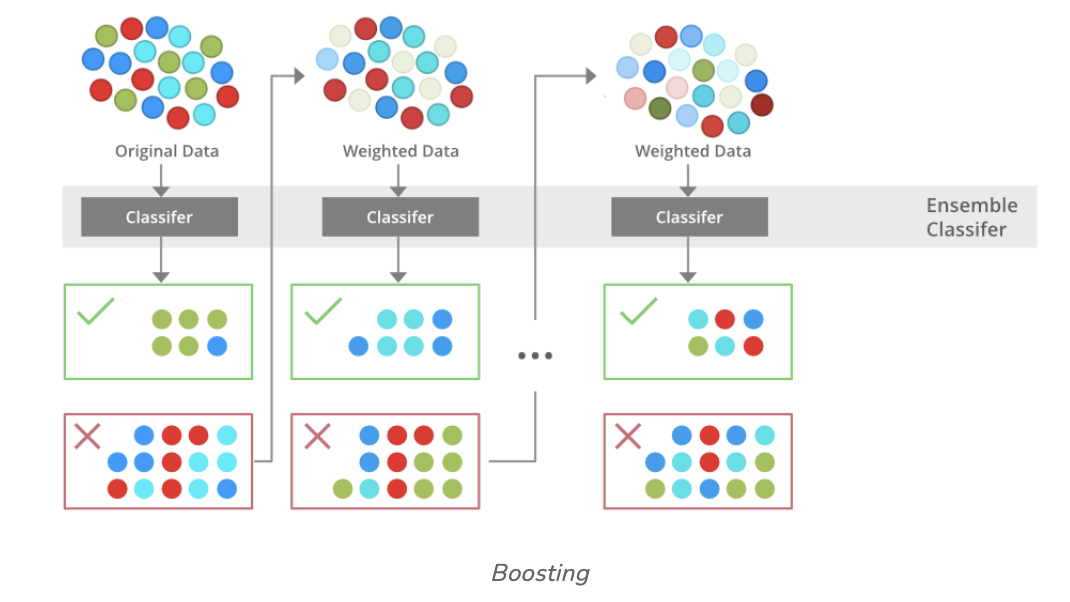 Original Data
Weighted Data
Weighted Data
Classifer
Classifer
Classifer
Ensemble
Classifer
...
Boosting